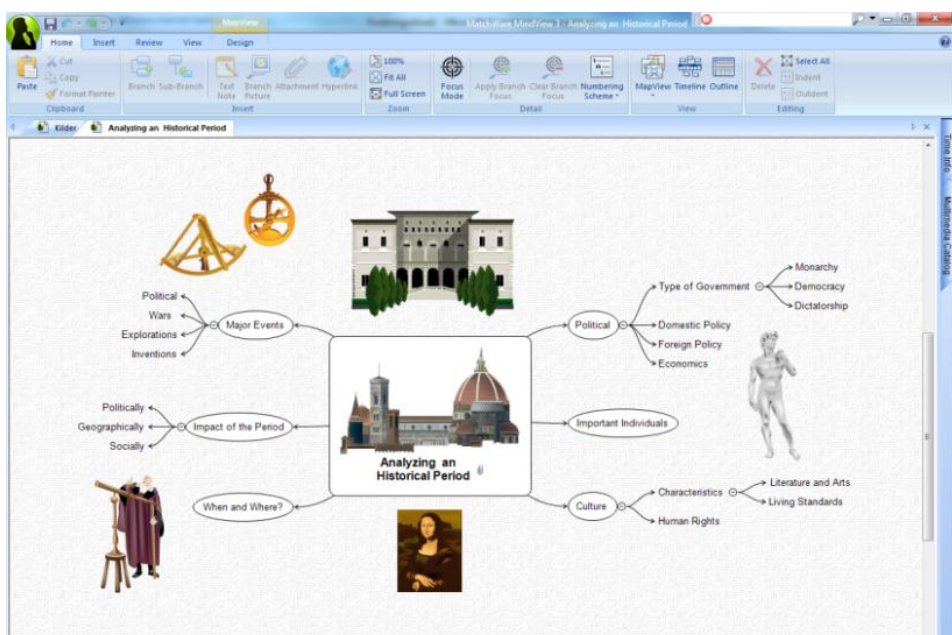 MapView
MatchWare MindView 3 - Analyzing an Historical Period
Home Insert Review View Design
Paste
Cut
Copy
Format Painter
Clipboard
Branch Sub-Branch
Text Note
Branch Picture
Attachment
Hyperlink
Insert
100%
Fit All
Full Screen
Zoom
Focus Mode
Apply Branch Focus
Clear Branch Focus
Numbering Scheme
Detail
MapView Timeline Outline
View
Delete
Select All
Indent
Outdent
Editing
Kilder Analyzing an Historical Period
Time Info
Multimedia Catalog
Major Events
Political
Wars
Explorations
Inventions
Impact of the Period
Politically
Geographically
Socially
When and Where?
Analyzing an
Historical Period
Political
Type of Government
Monarchy
Democracy
Dictatorship
Domestic Policy
Foreign Policy
Economics
Important Individuals
Culture
Characteristics
Literature and Arts
Living Standards
Human Rights